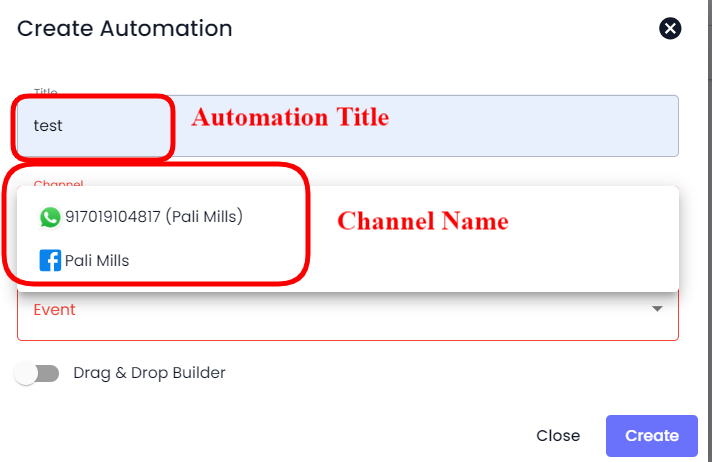 Create Automation
Title
test
Automation Title
Channel
917019104817 (Pali Mills)
Channel Name
Pali Mills
Event
Drag & Drop Builder
Close
Create